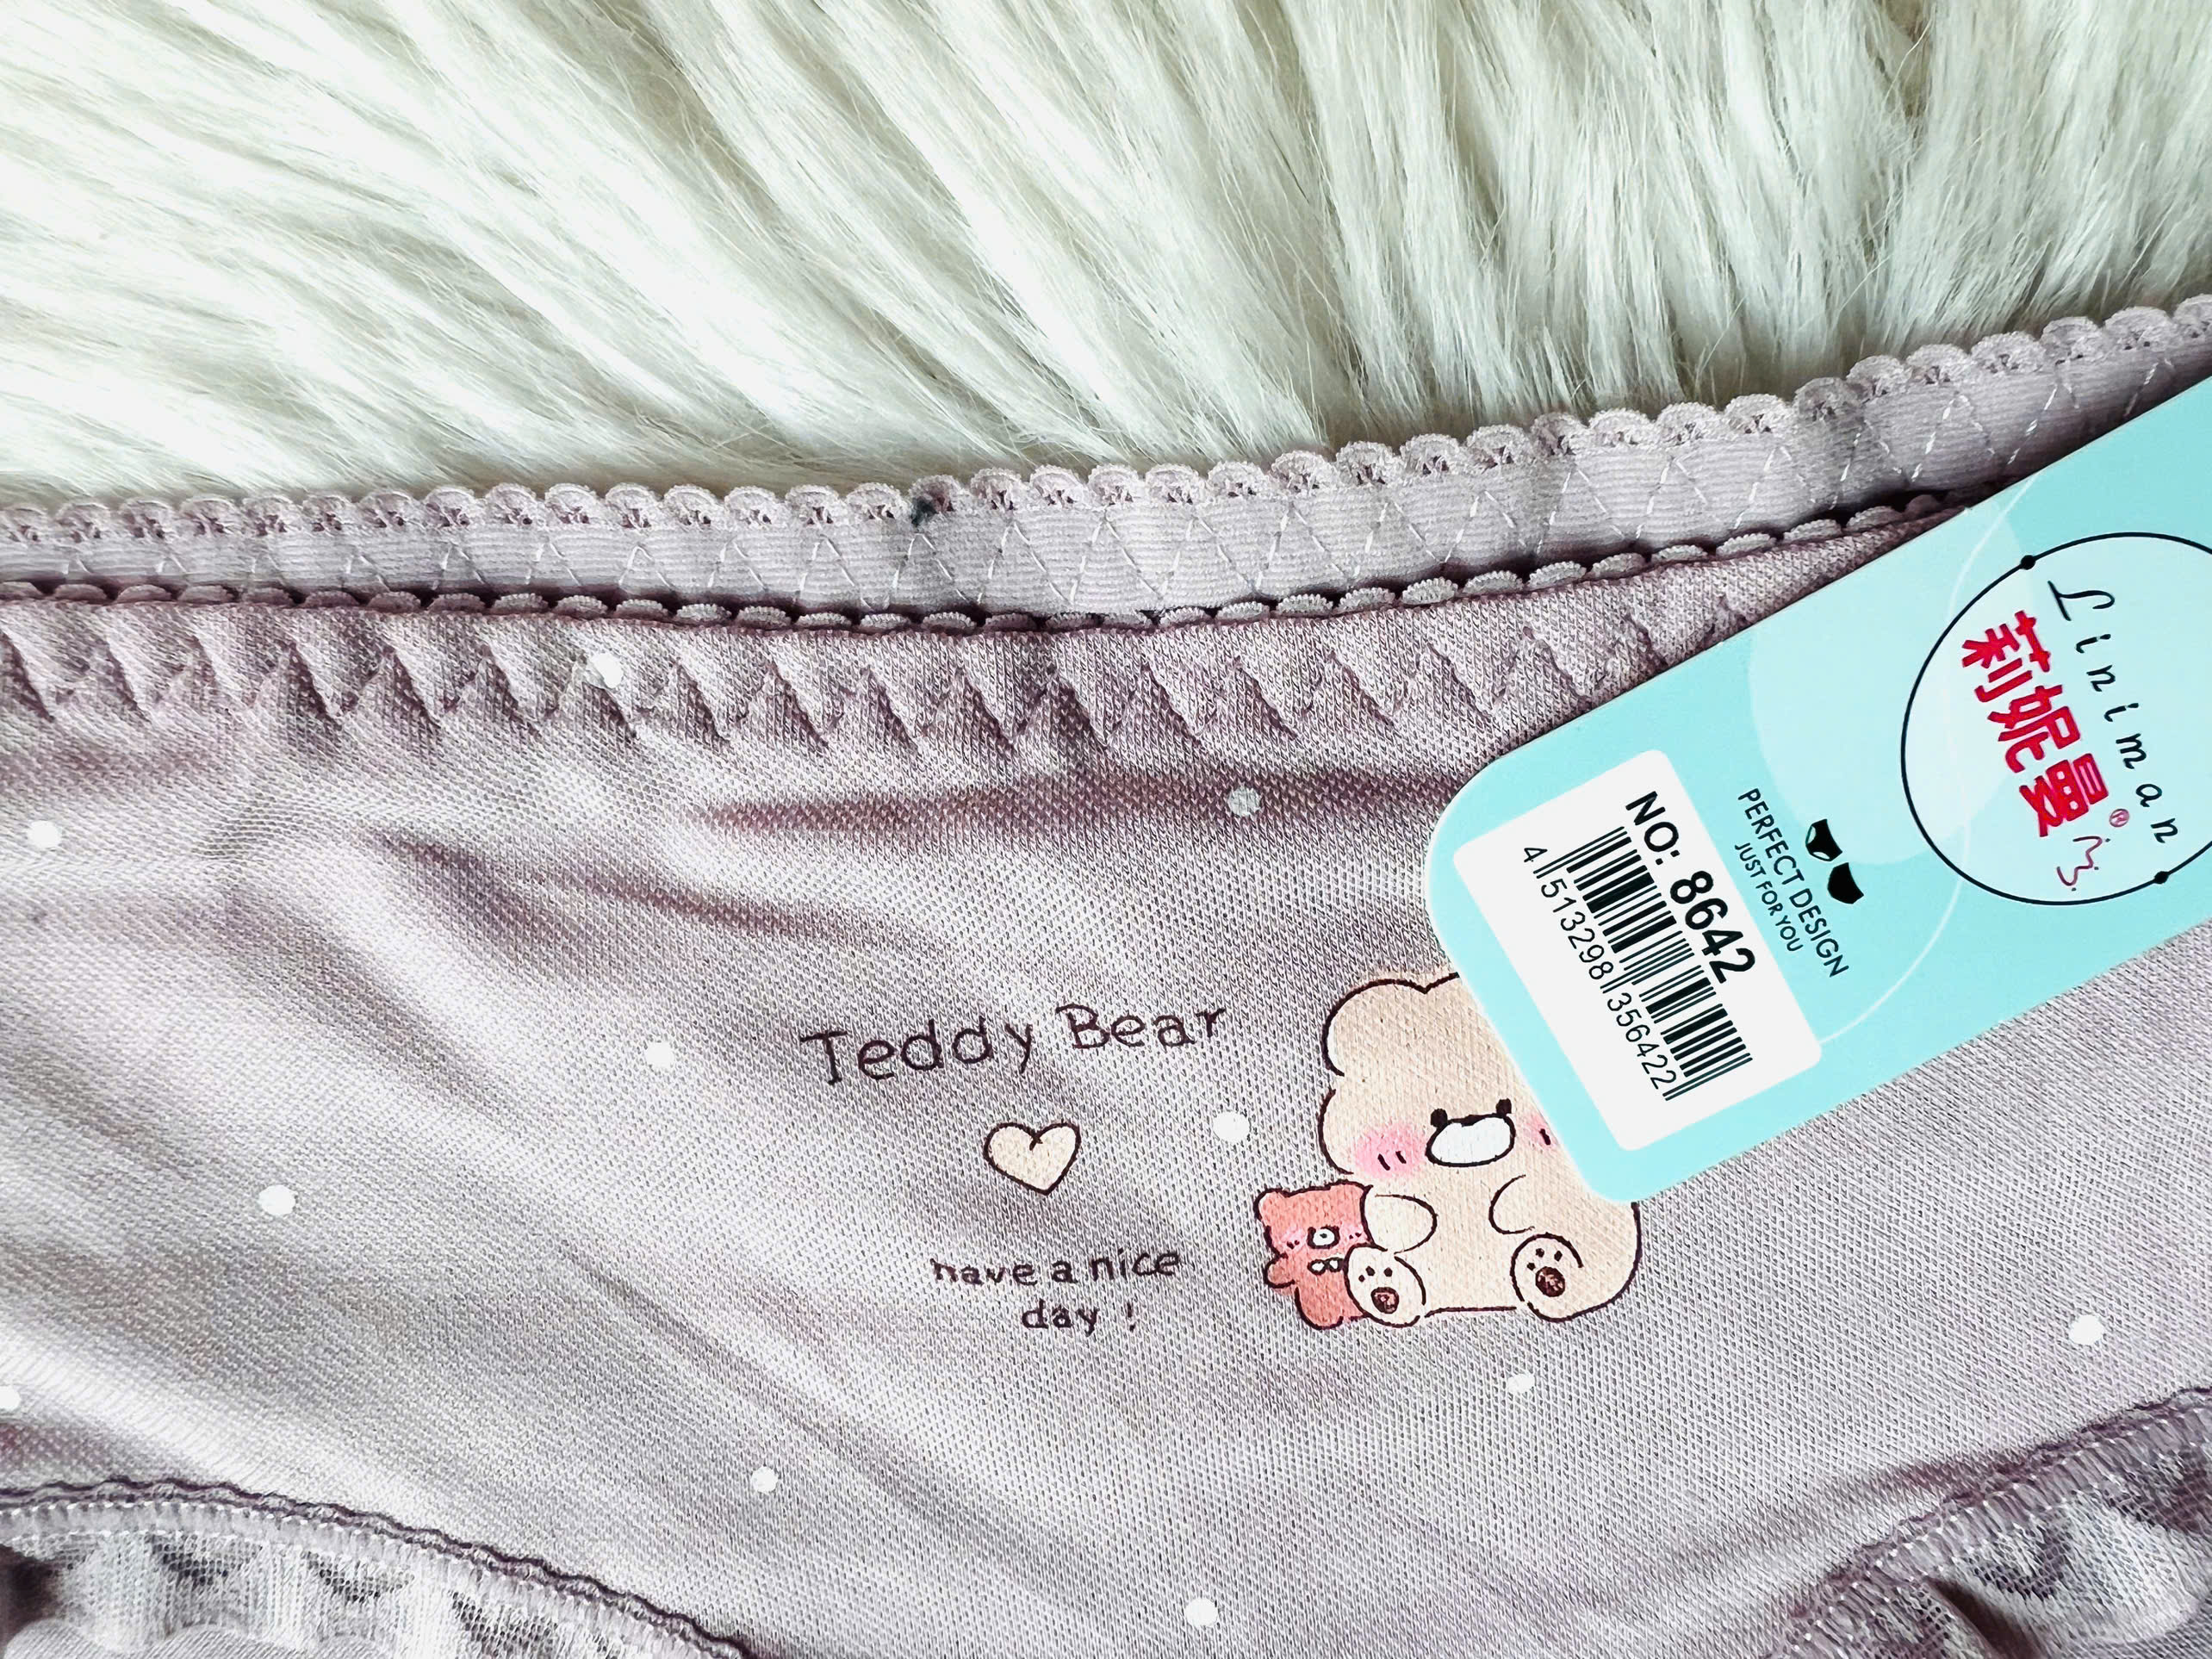 Teddy Bear
have a nice
day !
Liniman
莉妮曼®
PERFECT DESIGN
JUST FOR YOU
NO: 8642
4 513298 356422